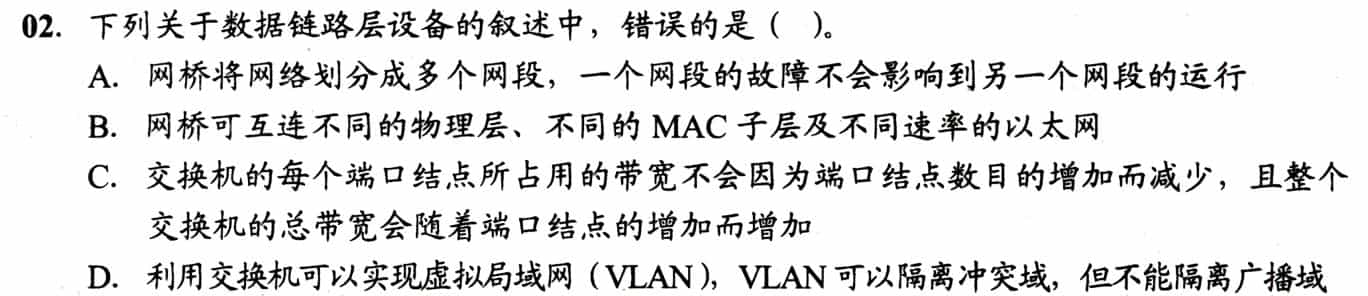 02. 下列关于数据链路层设备的叙述中，错误的是（ ）。
A. 网桥将网络划分成多个网段，一个网段的故障不会影响到另一个网段的运行
B. 网桥可互连不同的物理层、不同的 MAC 子层及不同速率的以太网
C. 交换机的每个端口结点所占用的带宽不会因为端口结点数目的增加而减少，且整个
交换机的总带宽会随着端口结点的增加而增加
D. 利用交换机可以实现虚拟局域网（VLAN），VLAN 可以隔离冲突域，但不能隔离广播域